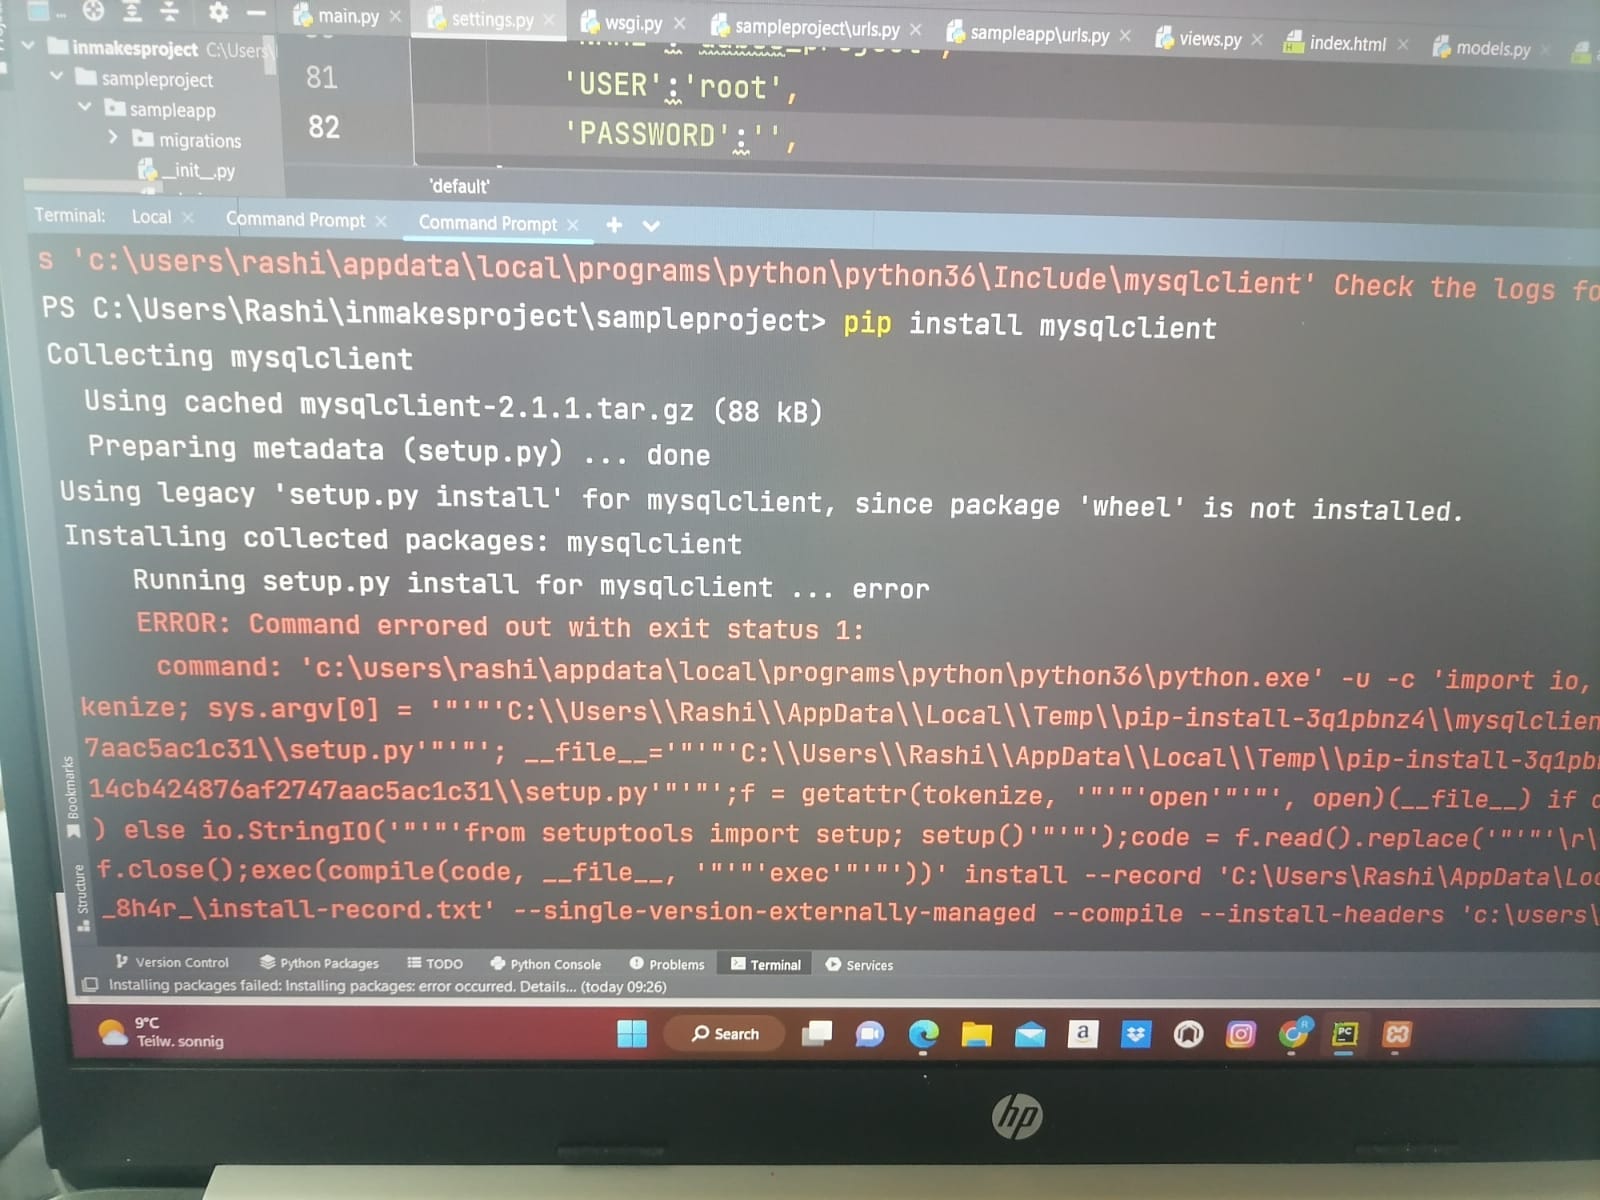 main.py
settings.py
wsgi.py
sampleproject\urls.py
sampleapp\urls.py
views.py
index.html
models.py
inmakesproject C:\Users\
sampleproject
sampleapp
migrations
__init__.py
81 'USER':'root',
82 'PASSWORD':'',
'default'
Terminal: Local Command Prompt Command Prompt
s 'c:\users\rashi\appdata\local\programs\python\python36\Include\mysqlclient' Check the logs fo
PS C:\Users\Rashi\inmakesproject\sampleproject> pip install mysqlclient
Collecting mysqlclient
Using cached mysqlclient-2.1.1.tar.gz (88 kB)
Preparing metadata (setup.py) ... done
Using legacy 'setup.py install' for mysqlclient, since package 'wheel' is not installed.
Installing collected packages: mysqlclient
Running setup.py install for mysqlclient ... error
ERROR: Command errored out with exit status 1:
command: 'c:\users\rashi\appdata\local\programs\python\python36\python.exe' -u -c 'import io,
kenize; sys.argv[0] = '"'"'C:\\Users\\Rashi\\AppData\\Local\\Temp\\pip-install-3q1pbnz4\\mysqlclien
7aac5ac1c31\\setup.py'"'"'; __file__='"'"'C:\\Users\\Rashi\\AppData\\Local\\Temp\\pip-install-3q1pb
14cb424876af2747aac5ac1c31\\setup.py'"'"';f = getattr(tokenize, '"'"'open'"'"', open)(__file__) if
) else io.StringIO('"'"'from setuptools import setup; setup()'"'"');code = f.read().replace('"'"'\r\
f.close();exec(compile(code, __file__, '"'"'exec'"'"'))' install --record 'C:\Users\Rashi\AppData\Loc
_8h4r_\install-record.txt' --single-version-externally-managed --compile --install-headers 'c:\users\
Bookmarks
Structure
Version Control Python Packages TODO Python Console Problems Terminal Services
Installing packages failed: Installing packages: error occurred. Details... (today 09:26)
9°C
Teilw. sonnig
Search
a
R
PC
hp